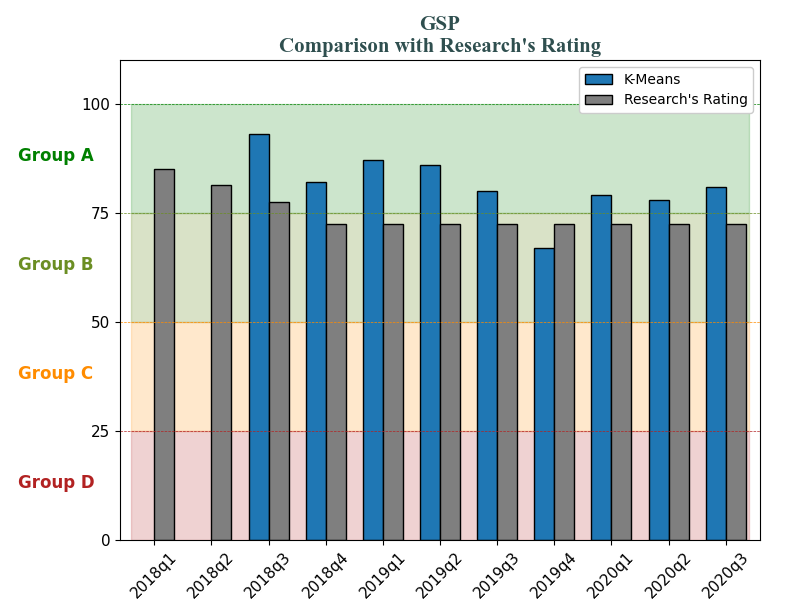 GSP
Comparison with Research's Rating
K-Means
Research's Rating
100
Group A
75
Group B
50
Group C
25
Group D
0
2018q1
2018q2
2018q3
2018q4
2019q1
2019q2
2019q3
2019q4
2020q1
2020q2
2020q3